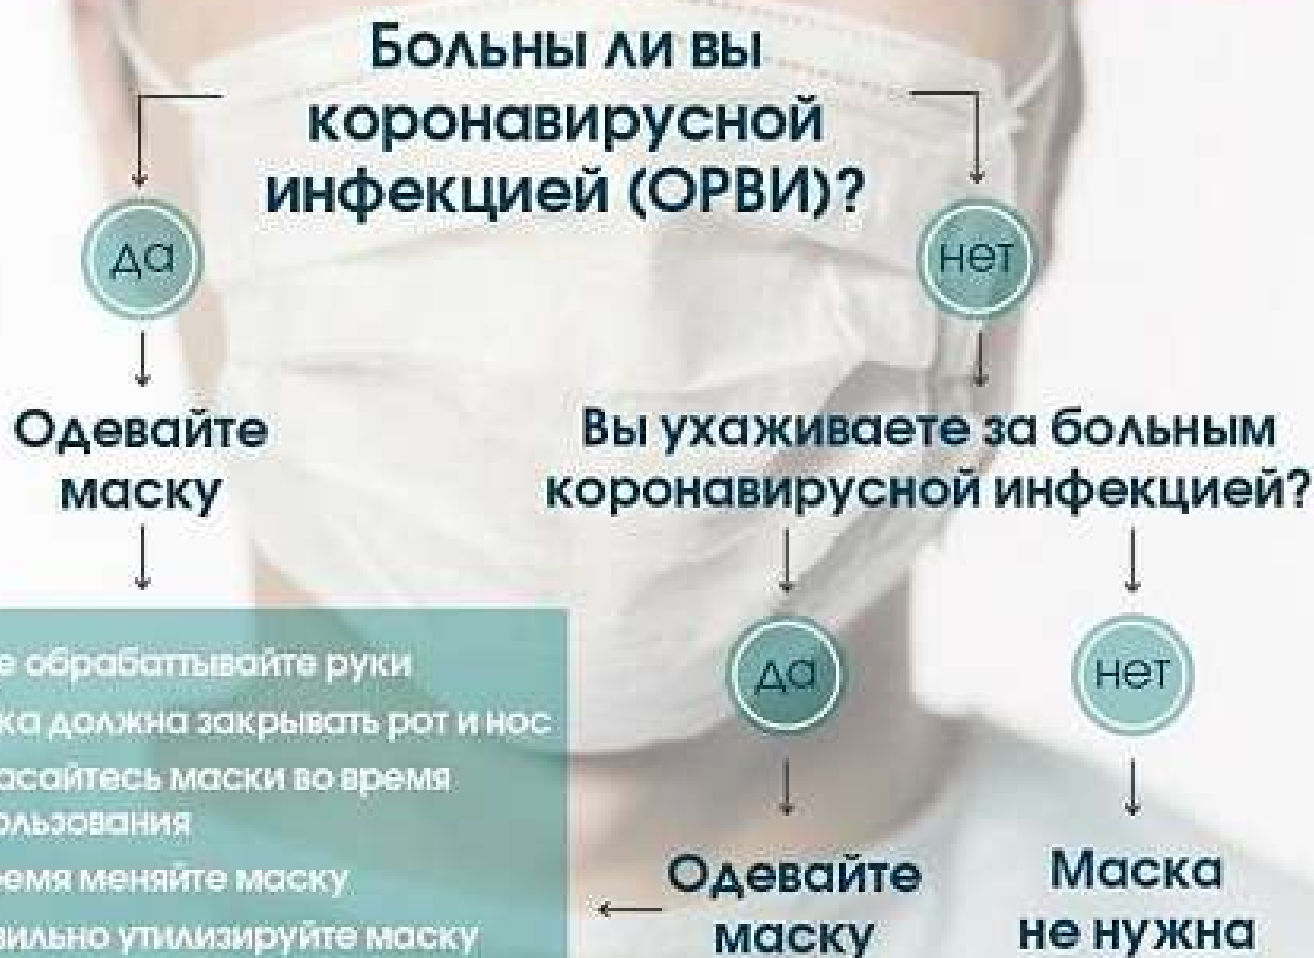 Больны ли вы
коронавирусной
инфекцией (ОРВИ)?
да
нет
Одевайте
маску
Вы ухаживаете за больным
коронавирусной инфекцией?
да
нет
обрабаттывайте руки
должна закрывать рот и нос
маски во время
меняйте маску
утилизируйте маску
Одевайте
маску
Маска
не нужна